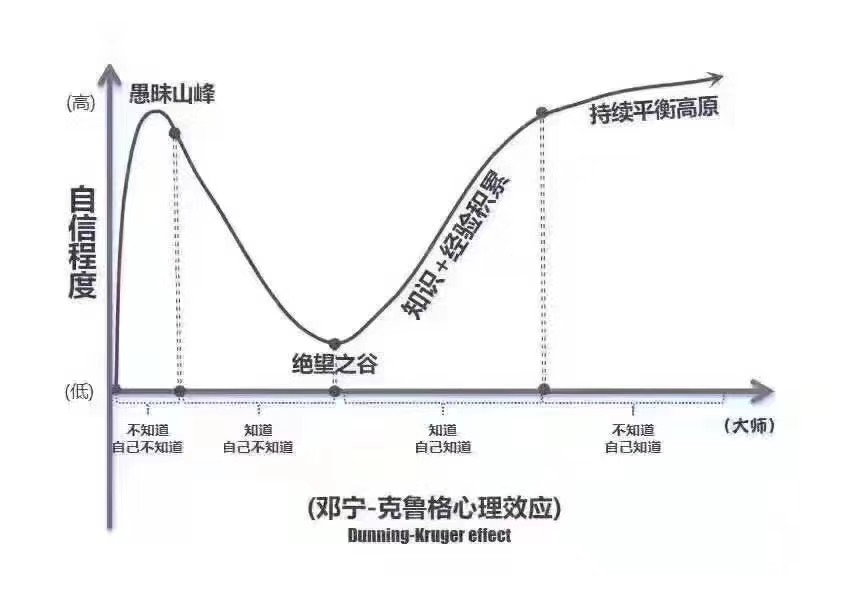 愚昧山峰
(高)
持续平衡高原
自信程度
知识+经验积累
绝望之谷
(低)
不知道
自己不知道
知道
自己不知道
知道
自己知道
不知道
自己知道
(大师)
(邓宁-克鲁格心理效应)
Dunning-Kruger effect